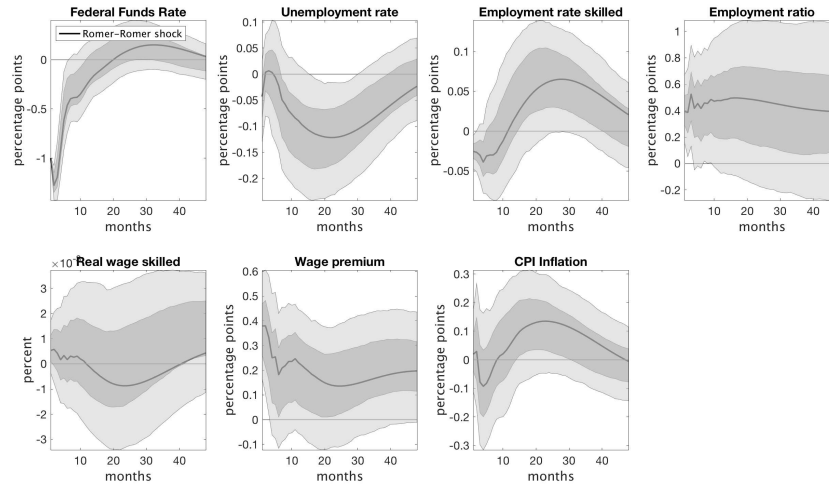 Federal Funds Rate
Romer-Romer shock
percentage points
0
-0.5
-1
10 20 30 40
months
Unemployment rate
percentage points
0.1
0.05
0
-0.05
-0.1
-0.15
-0.2
10 20 30 40
months
Employment rate skilled
percentage points
0.1
0.05
0
-0.05
10 20 30 40
months
Employment ratio
percentage points
1
0.8
0.6
0.4
0.2
0
-0.2
10 20 30 40
months
Real wage skilled
×10
percent
3
2
1
0
-1
-2
-3
10 20 30 40
months
Wage premium
percentage points
0.6
0.5
0.4
0.3
0.2
0.1
0
-0.1
10 20 30 40
months
CPI Inflation
percentage points
0.3
0.2
0.1
0
-0.1
-0.2
-0.3
10 20 30 40
months